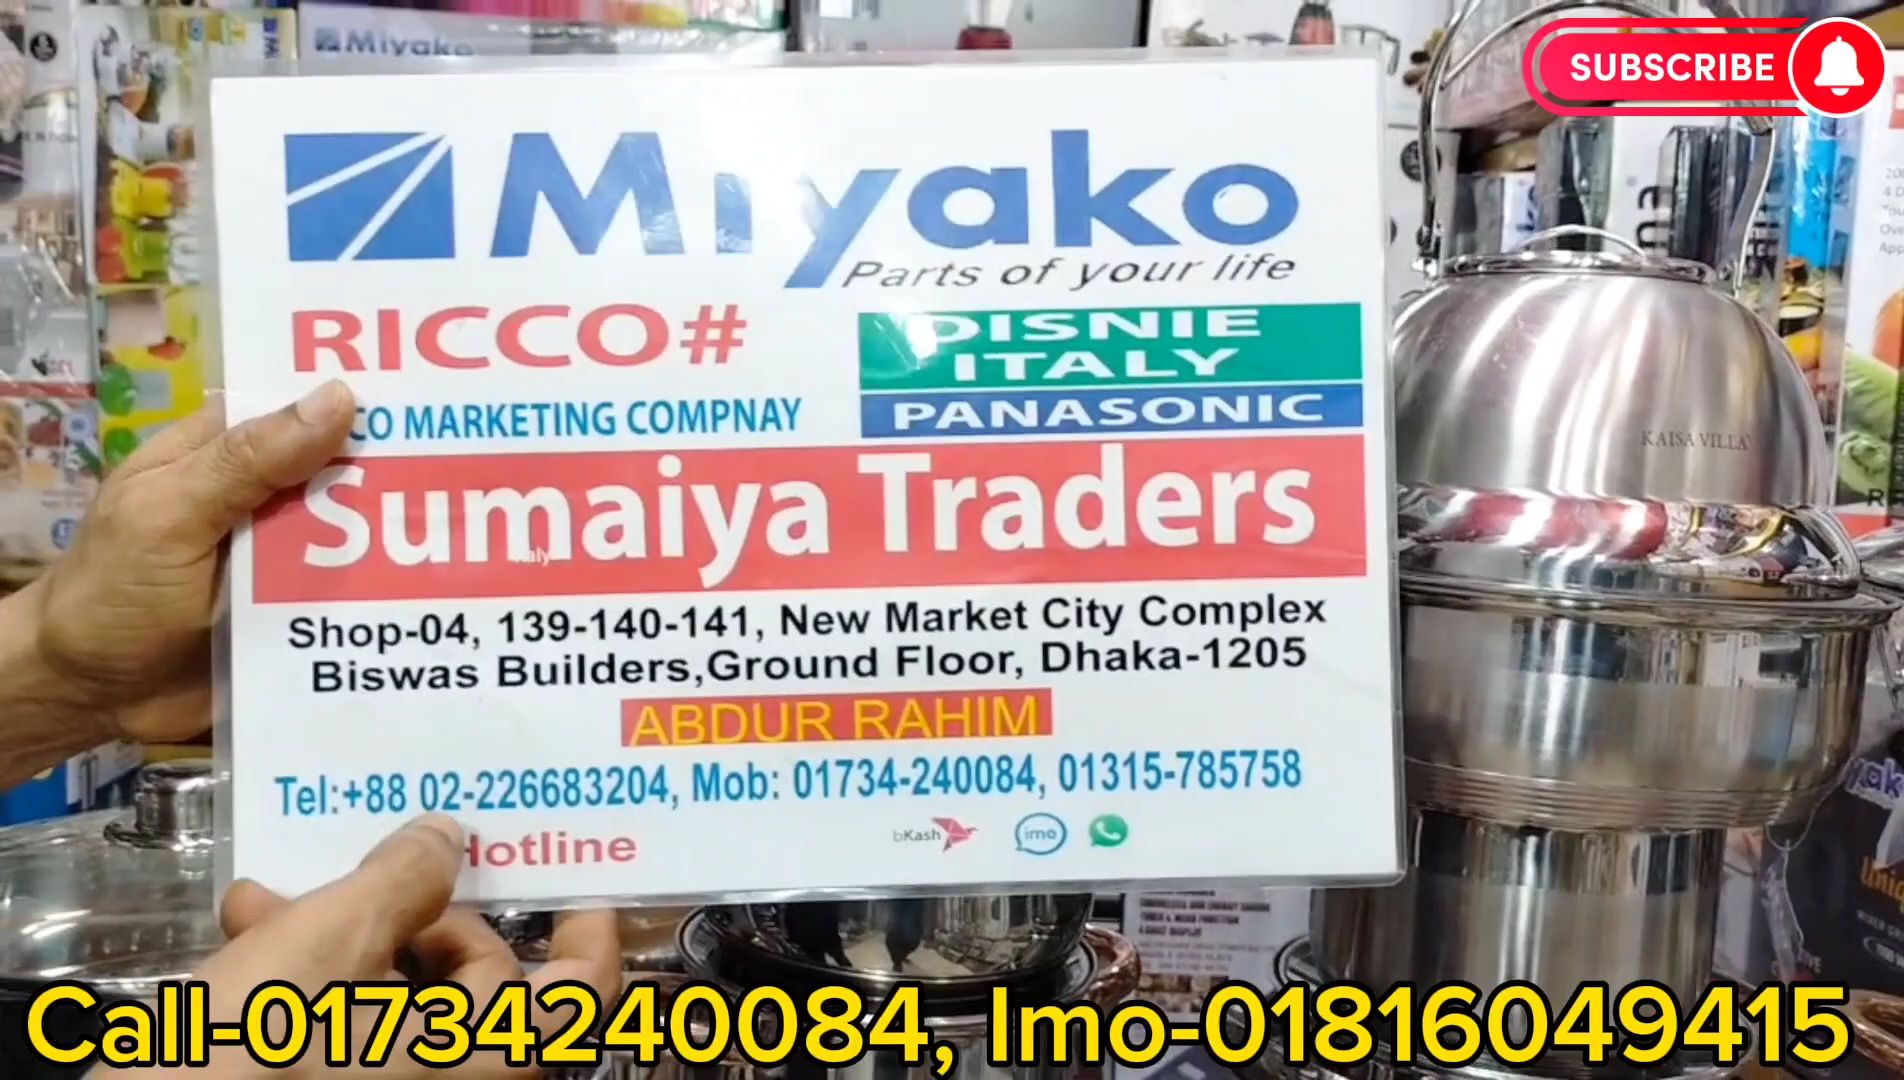 SUBSCRIBE
Miyako
Miyako
Parts of your life
RICCO#
DISNIE
ITALY
CO MARKETING COMPNAY
PANASONIC
Sumaiya Traders
Shop-04, 139-140-141, New Market City Complex
Biswas Builders,Ground Floor, Dhaka-1205
ABDUR RAHIM
Tel:+88 02-226683204, Mob: 01734-240084, 01315-785758
Hotline
bKash
imo
KAISA VILLA
Call-01734240084, Imo-01816049415